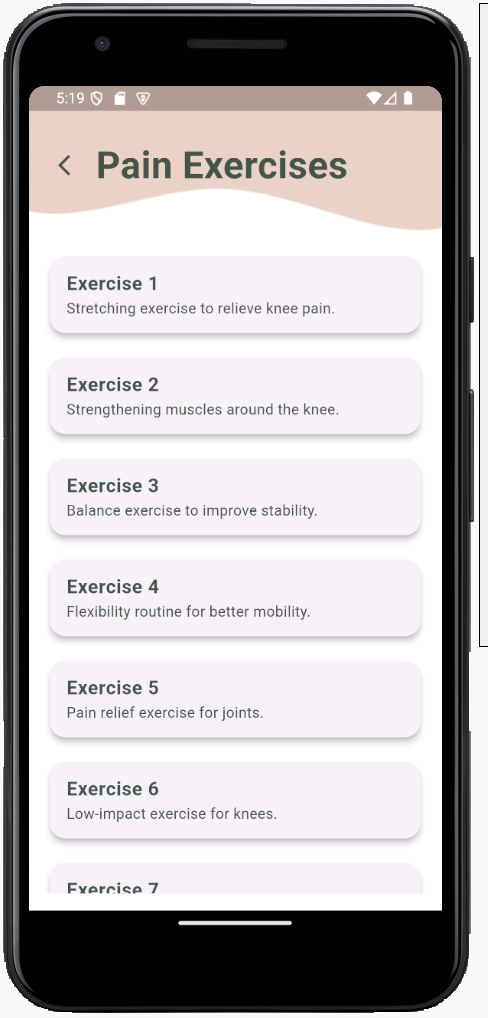 5:19
Pain Exercises
Exercise 1
Stretching exercise to relieve knee pain.
Exercise 2
Strengthening muscles around the knee.
Exercise 3
Balance exercise to improve stability.
Exercise 4
Flexibility routine for better mobility.
Exercise 5
Pain relief exercise for joints.
Exercise 6
Low-impact exercise for knees.
Exercise 7